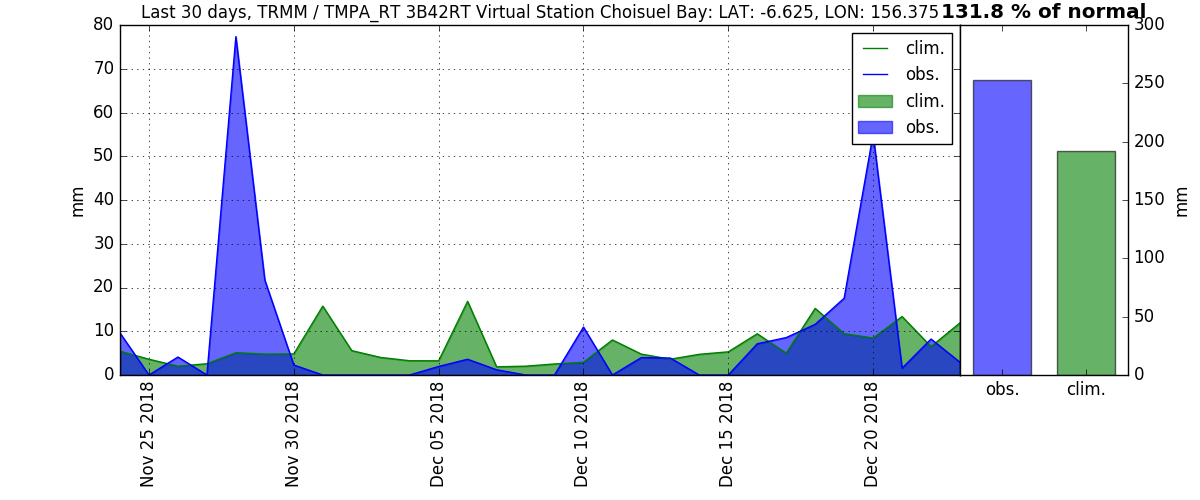 Last 30 days, TRMM / TMPA_RT 3B42RT Virtual Station Choisuel Bay: LAT: -6.625, LON: 156.375
131.8 % of normal
80
70
60
50
40
30
20
10
0
mm
clim.
obs.
clim.
obs.
300
250
200
150
100
50
0
mm
Nov 25 2018
Nov 30 2018
Dec 05 2018
Dec 10 2018
Dec 15 2018
Dec 20 2018
obs.
clim.